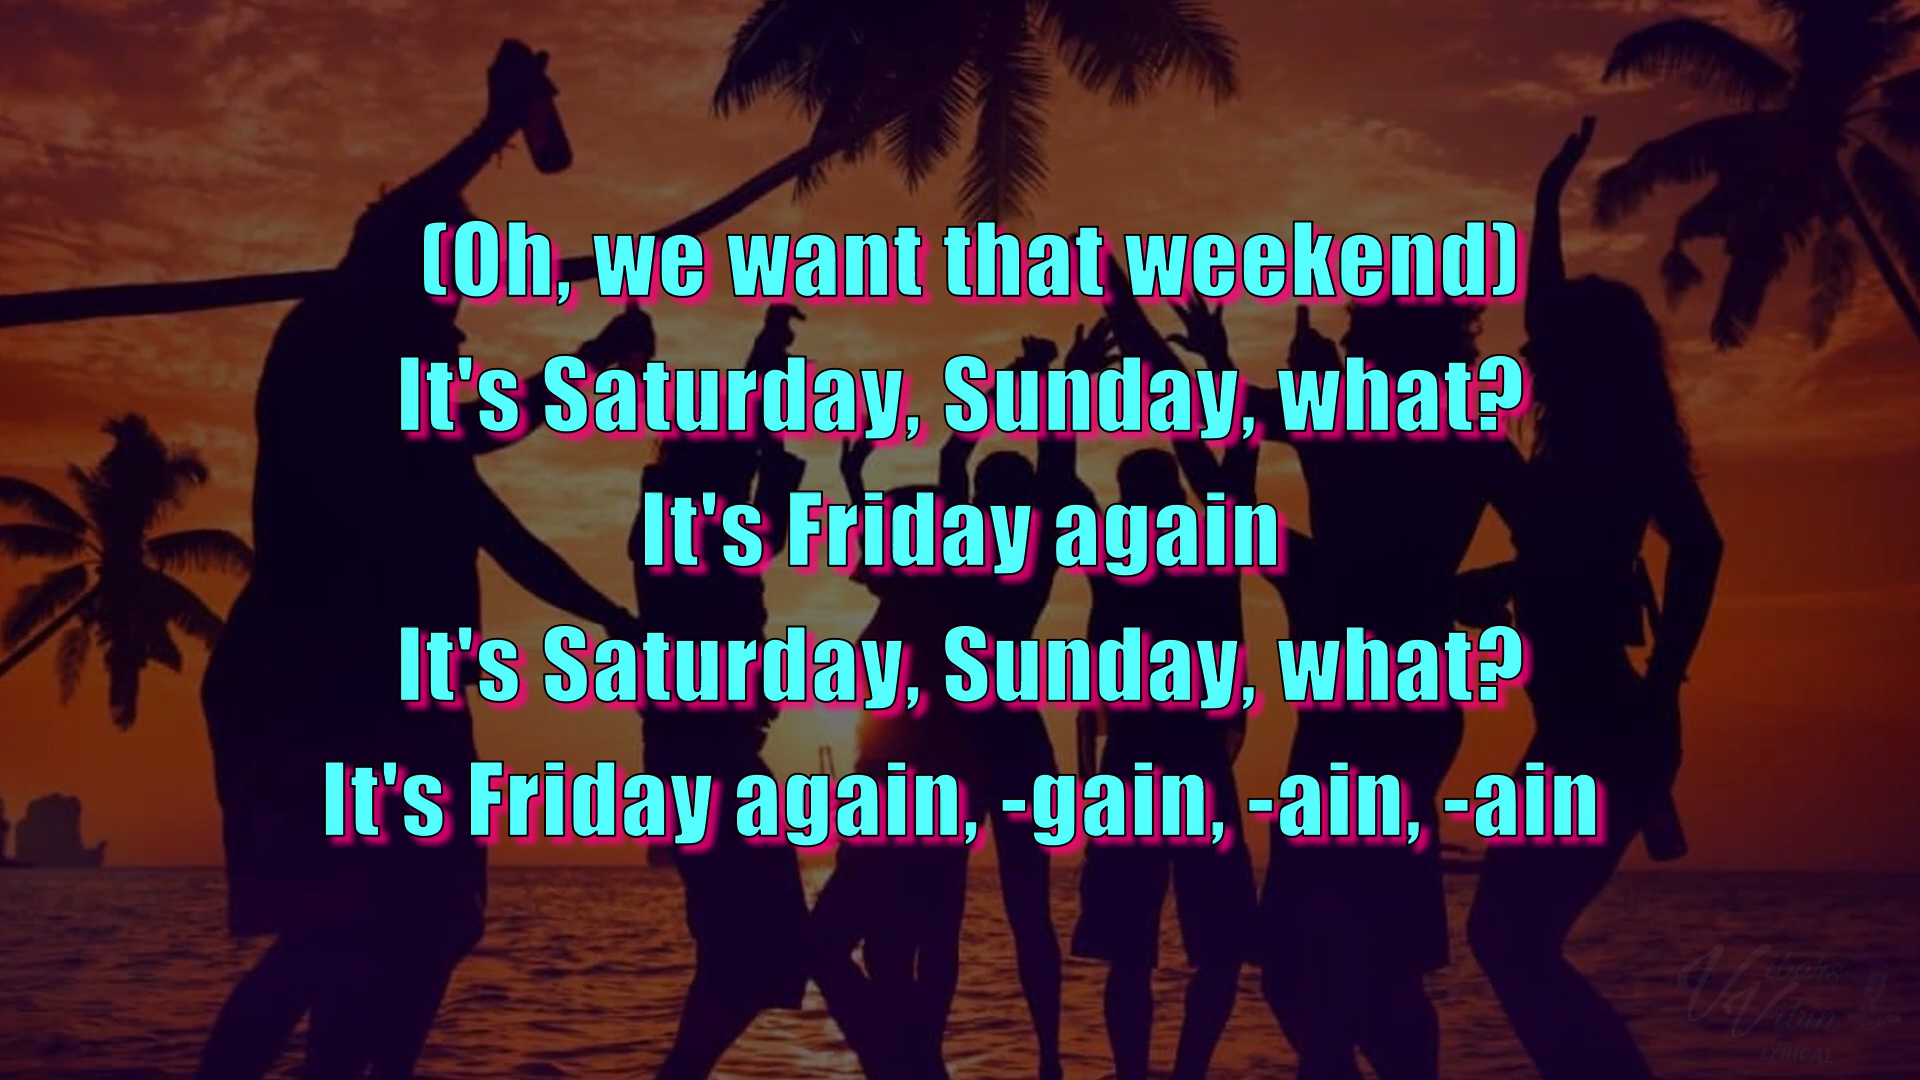 (Oh, we want that weekend)
It's Saturday, Sunday, what?
It's Friday again
It's Saturday, Sunday, what?
It's Friday again, -gain, -ain, -ain
LYRICAL